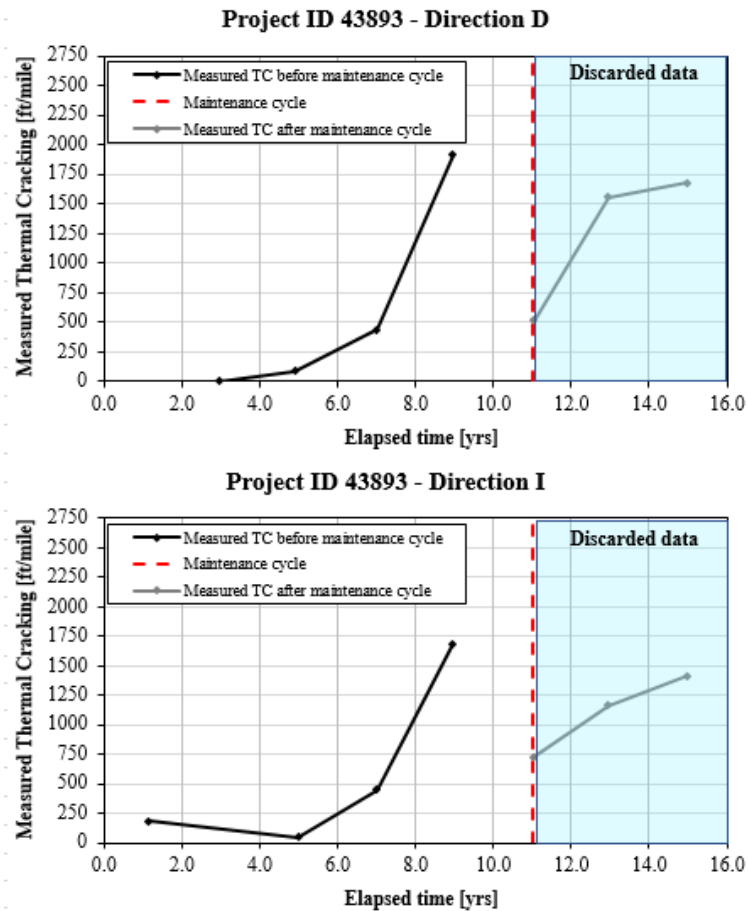 Project ID 43893 - Direction D
Measured Thermal Cracking [ft/mile]
2750
2500
2250
2000
1750
1500
1250
1000
750
500
250
0
Measured TC before maintenance cycle
Maintenance cycle
Measured TC after maintenance cycle
Discarded data
0.0 2.0 4.0 6.0 8.0 10.0 12.0 14.0 16.0
Elapsed time [yrs]
Project ID 43893 - Direction I
Measured Thermal Cracking [ft/mile]
2750
2500
2250
2000
1750
1500
1250
1000
750
500
250
0
Measured TC before maintenance cycle
Maintenance cycle
Measured TC after maintenance cycle
Discarded data
0.0 2.0 4.0 6.0 8.0 10.0 12.0 14.0 16.0
Elapsed time [yrs]